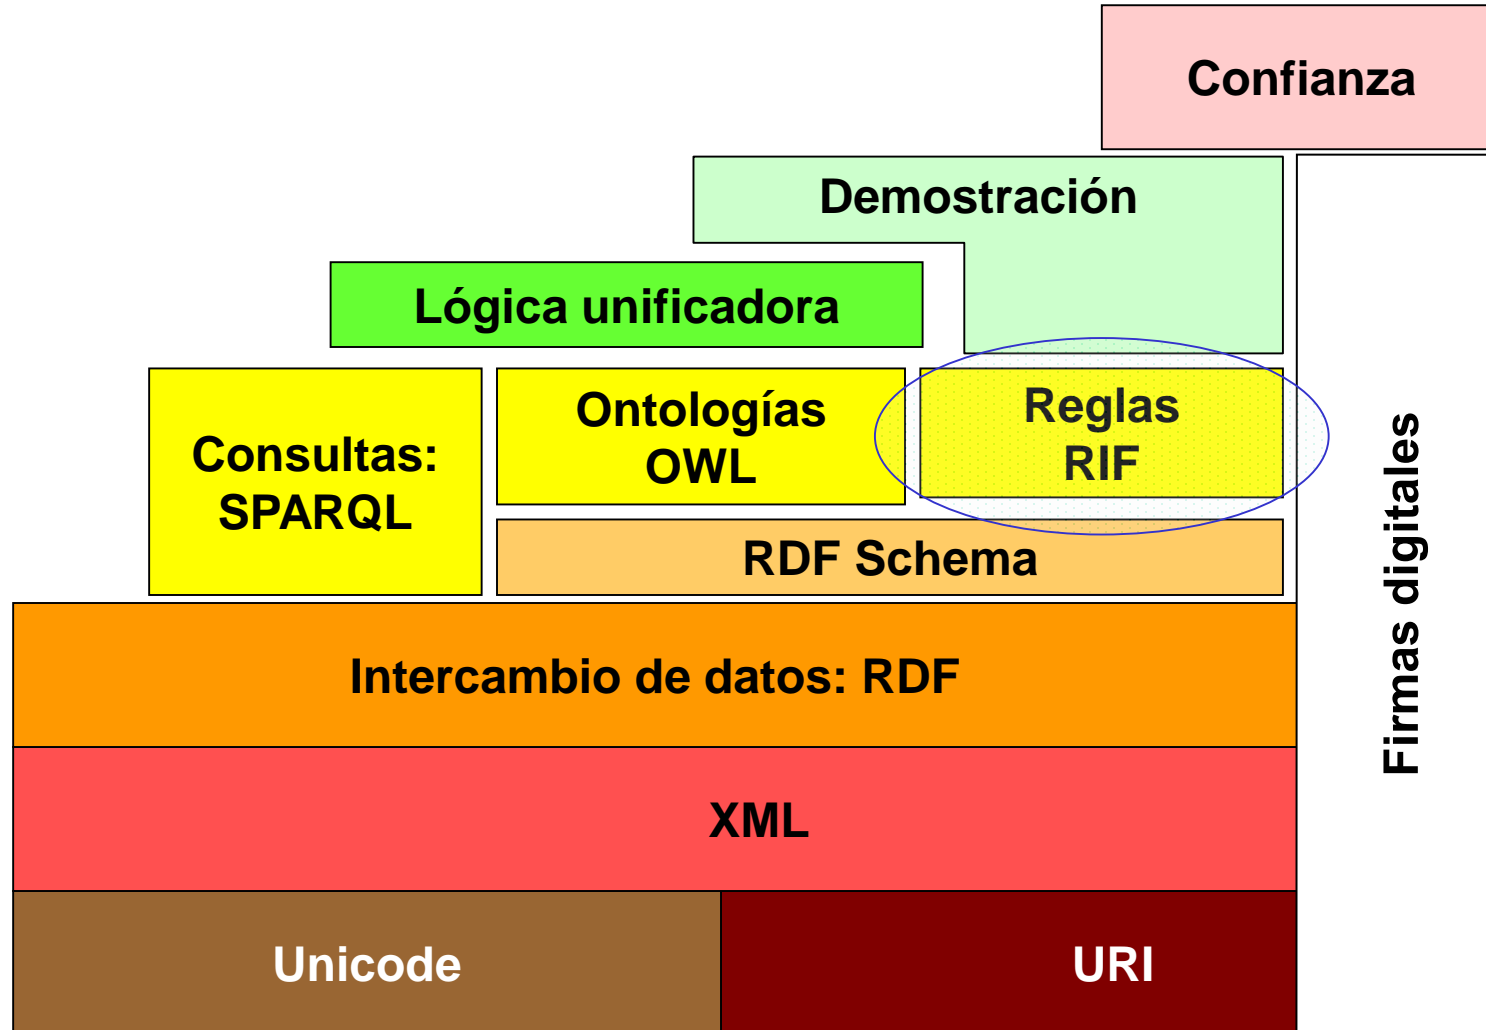 Confianza
Demostración
Lógica unificadora
Consultas:
SPARQL
Ontologías
OWL
Reglas
RIF
RDF Schema
Intercambio de datos: RDF
XML
Unicode
URI
Firmas digitales